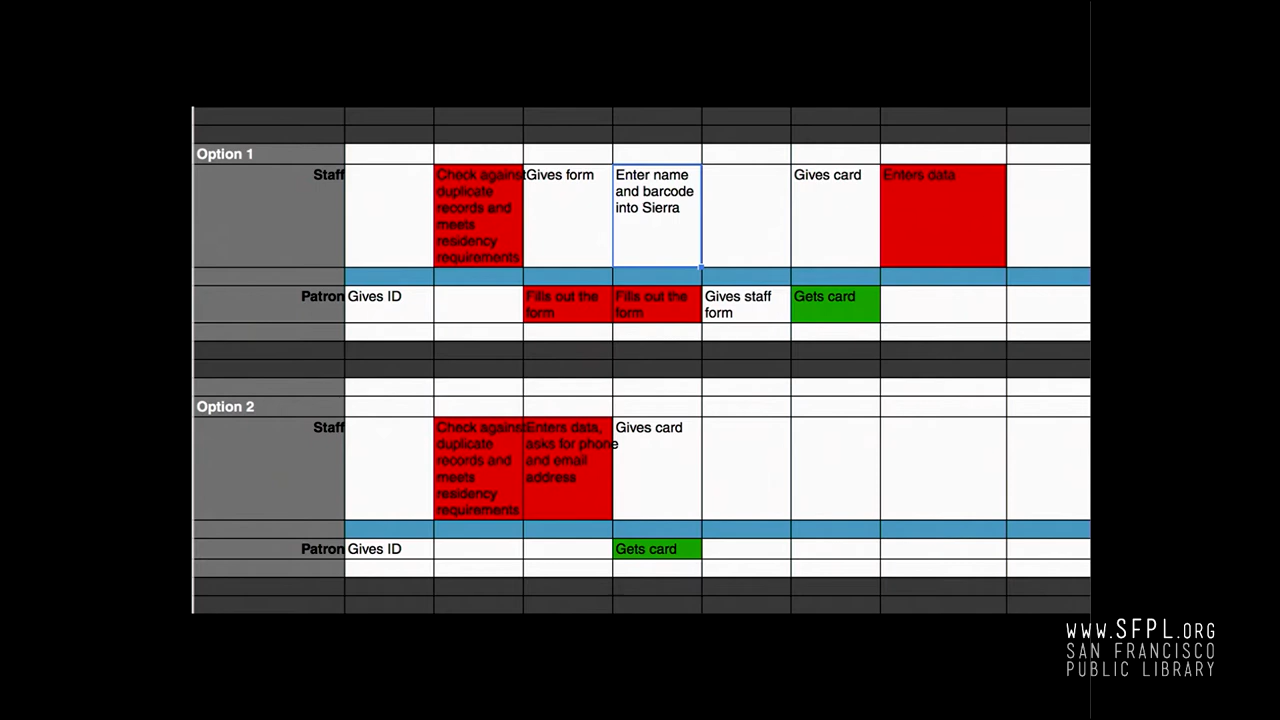 Option 1
Staff
Check against
duplicate
records and
meets
residency
requirements
Gives form
Enter name
and barcode
into Sierra
Gives card
Enters data
Patron
Gives ID
Fills out the
form
Fills out the
form
Gives staff
form
Gets card
Option 2
Staff
Check against
duplicate
records and
meets
residency
requirements
Enters data,
asks for phone
and email
address
Gives card
Patron
Gives ID
Gets card
WWW.SFPL.ORG
SAN FRANCISCO
PUBLIC LIBRARY